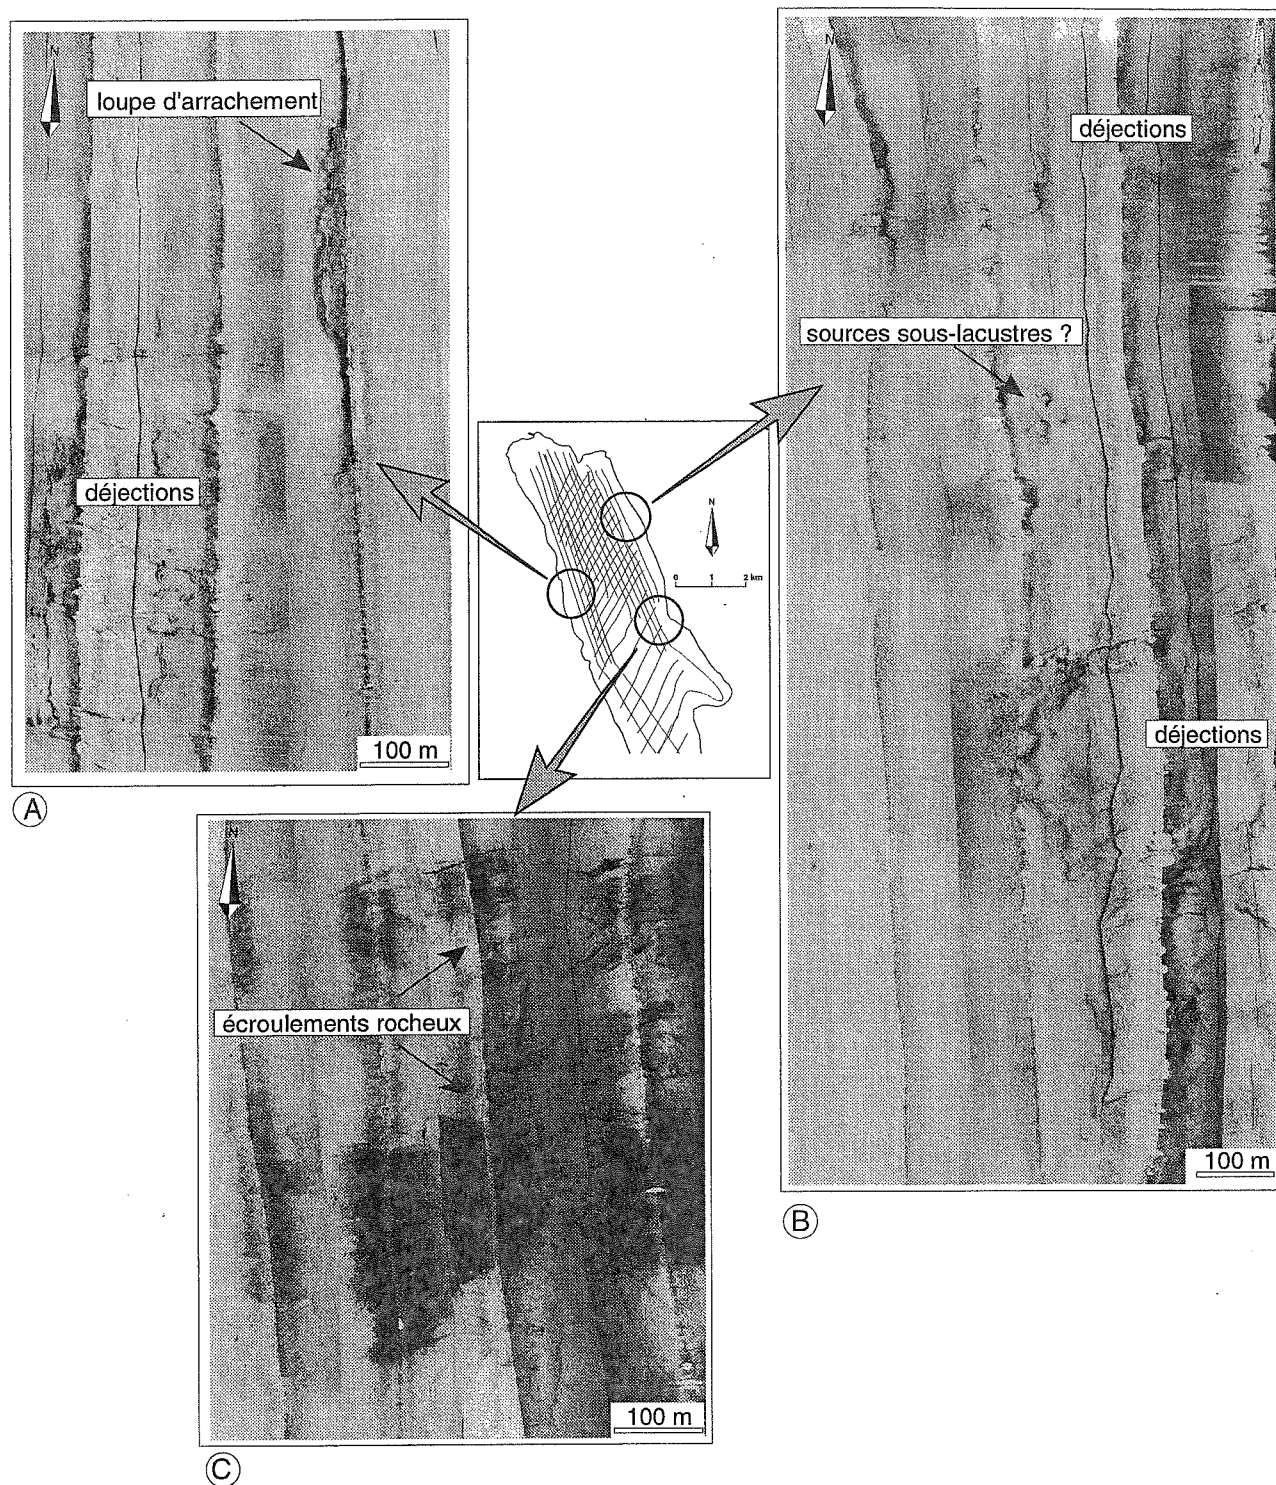 N
loupe d'arrachement
déjections
100 m
A
N
déjections
sources sous-lacustres ?
déjections
100 m
B
N
0 1 2 km
N
écroulements rocheux
100 m
C